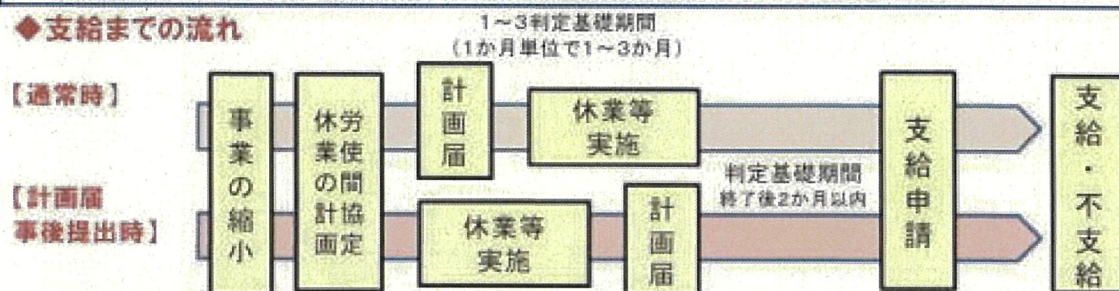 ◆支給までの流れ
1～3判定基礎期間
（1か月単位で1～3か月）
【通常時】
事業の縮小
労使間協定
休業の計画
計画届
休業等
実施
支給申請
支給・不支給
判定基礎期間
終了後2か月以内
【計画届
事後提出時】
休業等
実施
計画届